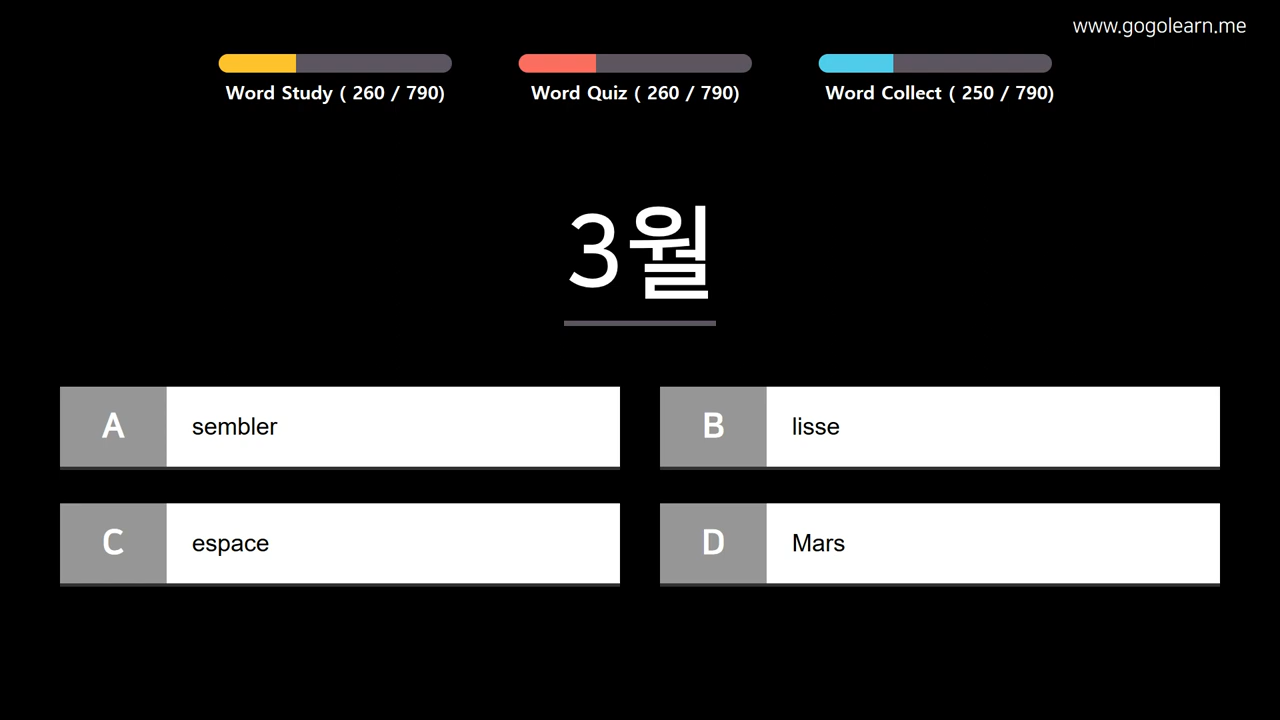 www.gogolearn.me
Word Study ( 260 / 790)
Word Quiz ( 260 / 790)
Word Collect ( 250 / 790)
3월
A sembler
B lisse
C espace
D Mars